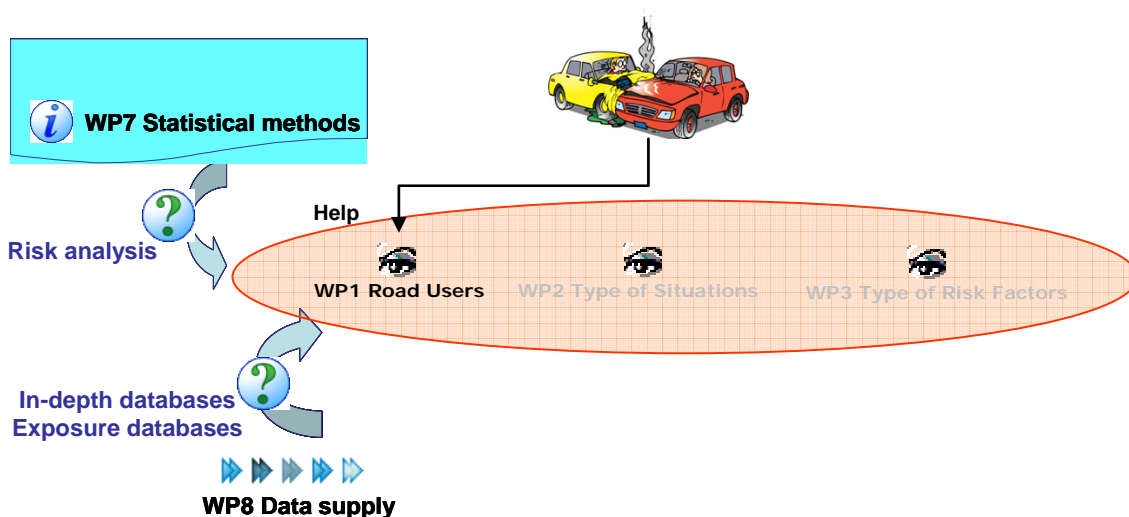 WP7 Statistical methods
Help
Risk analysis
WP1 Road Users
WP2 Type of Situations
WP3 Type of Risk Factors
In-depth databases
Exposure databases
WP8 Data supply